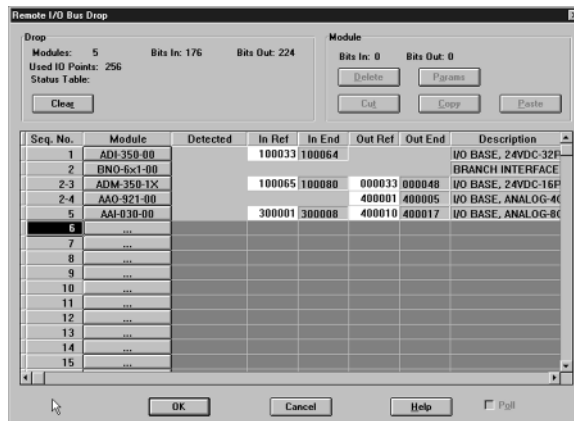 Remote I/O Bus Drop
Drop
Modules: 5 Bits In: 176 Bits Out: 224
Used IO Points: 256
Status Table:
Clear
Module
Bits In: 0 Bits Out: 0
Delete Params
Cut Copy Paste
Seq. No. Module Detected In Ref In End Out Ref Out End Description
1 ADI-350-00 100033 100064 I/O BASE, 24VDC-32P
2 BNO-6x1-00 BRANCH INTERFACE
2-3 ADM-350-1X 100065 100080 000033 000048 I/O BASE, 24VDC-16P
2-4 AAO-921-00 400001 400005 I/O BASE, ANALOG-4C
5 AAI-030-00 300001 300008 400010 400017 I/O BASE, ANALOG-8C
6 ...
7 ...
8 ...
9 ...
10 ...
11 ...
12 ...
13 ...
14 ...
15 ...
OK Cancel Help Poll